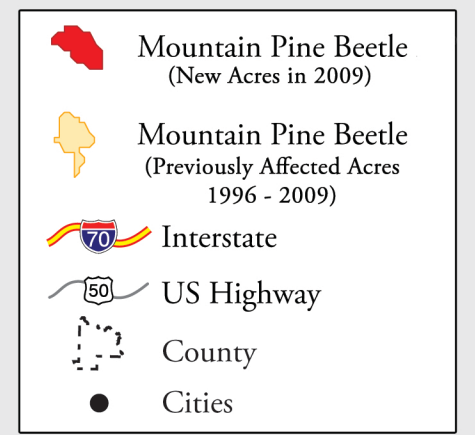 Mountain Pine Beetle
(New Acres in 2009)
Mountain Pine Beetle
(Previously Affected Acres
1996 - 2009)
70 Interstate
50 US Highway
County
Cities